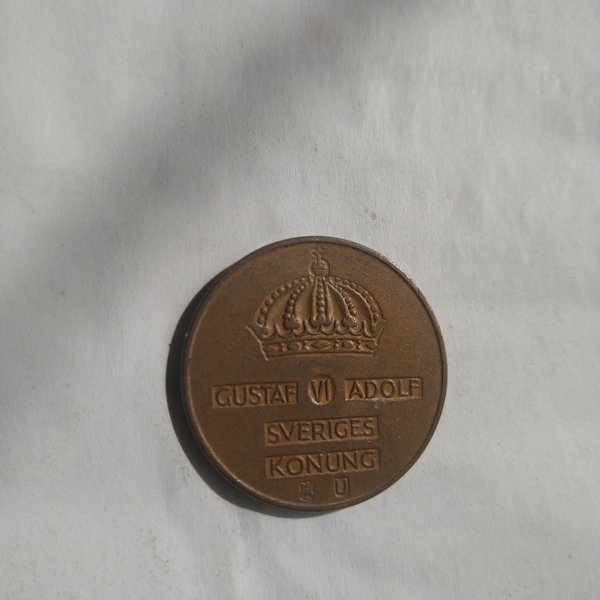 GUSTAF VI ADOLF
SVERIGES
KONUNG
U